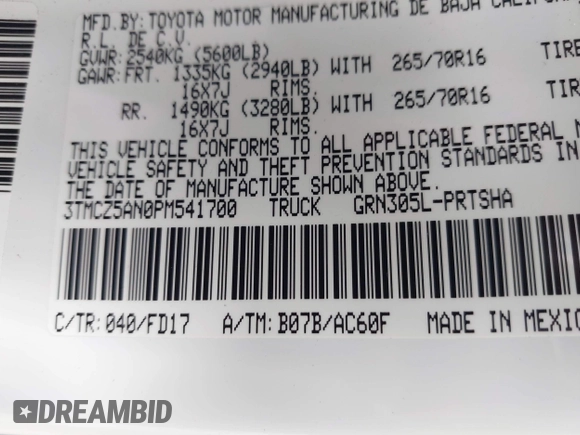 MFD.BY: TOYOTA MOTOR MANUFACTURING DE BAJA
R.L. DE C.V.
GVWR: 2540KG (5600LB)
GAWR: FRT. 1335KG (2940LB) WITH 265/70R16 TIRE
16X7J RIMS.
RR. 1490KG (3280LB) WITH 265/70R16 TIR
16X7J RIMS.
THIS VEHICLE CONFORMS TO ALL APPLICABLE FEDERAL
VEHICLE SAFETY AND THEFT PREVENTION STANDARDS IN
THE DATE OF MANUFACTURE SHOWN ABOVE.
3TMCZ5AN0PM541700 TRUCK GRN305L-PRTSHA
C/TR: 040/FD17 A/TM: B07B/AC60F MADE IN MEXIC
DREAMBID